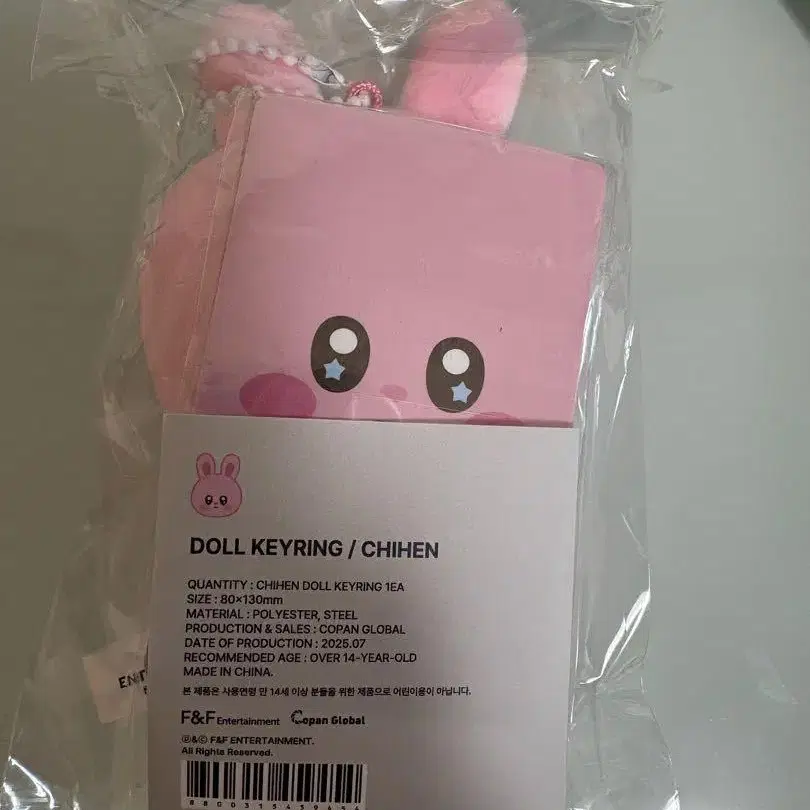 DOLL KEYRING / CHIHEN
QUANTITY : CHIHEN DOLL KEYRING 1EA
SIZE : 80×130mm
MATERIAL : POLYESTER, STEEL
PRODUCTION & SALES : COPAN GLOBAL
DATE OF PRODUCTION : 2025.07
RECOMMENDED AGE : OVER 14-YEAR-OLD
MADE IN CHINA.
본 제품은 사용연령 만 14세 이상 분들을 위한 제품으로 어린이용이 아닙니다.
F&F Entertainment Copan Global
ⓟ&ⓒ F&F ENTERTAINMENT.
All Rights Reserved.